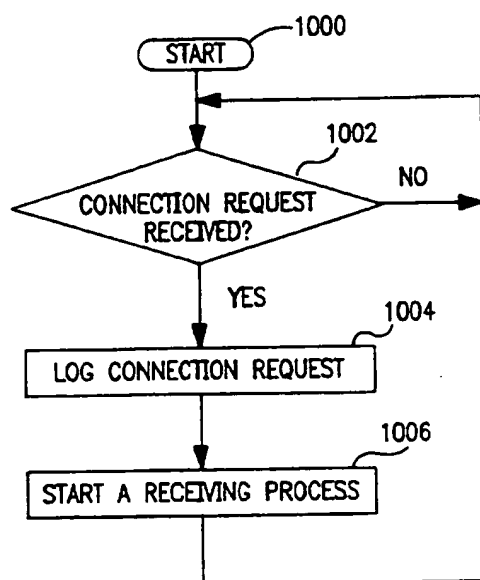 1000
START
1002
CONNECTION REQUEST
RECEIVED?
NO
YES
1004
LOG CONNECTION REQUEST
1006
START A RECEIVING PROCESS